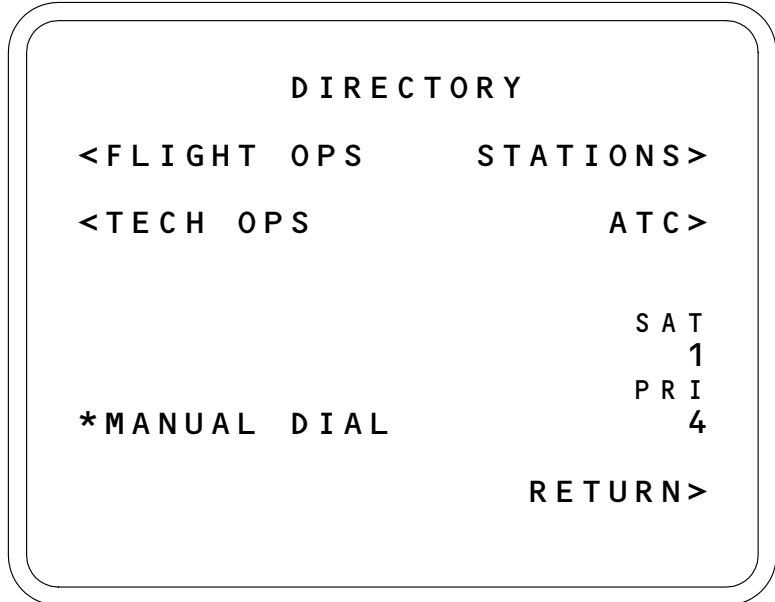 DIRECTORY
<FLIGHT OPS STATIONS>
<TECH OPS ATC>
SAT
1
PRI
*MANUAL DIAL 4
RETURN>